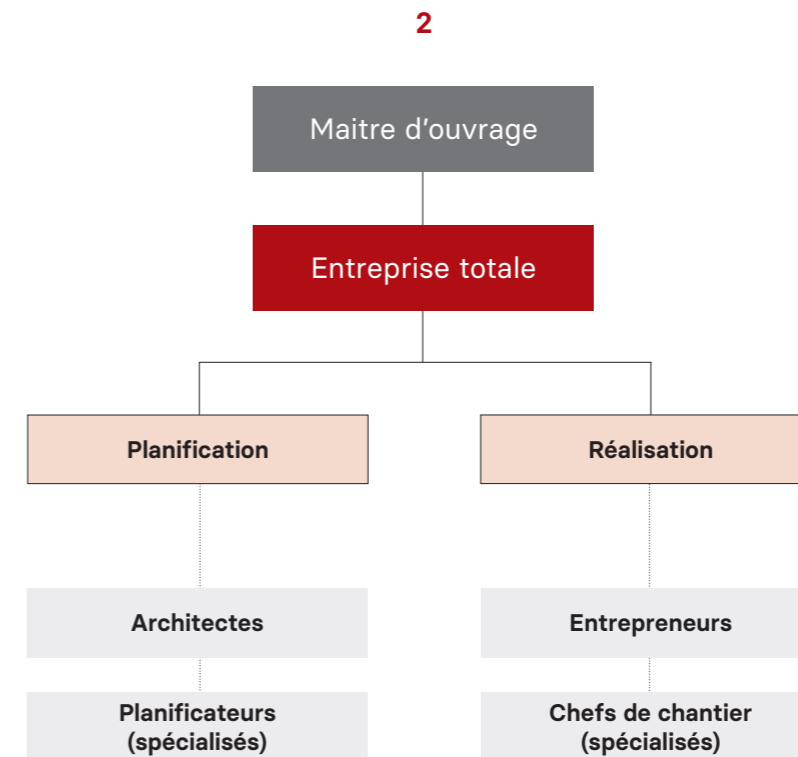 2
Maitre d’ouvrage
Entreprise totale
Planification
Réalisation
Architectes
Entrepreneurs
Planificateurs
(spécialisés)
Chefs de chantier
(spécialisés)